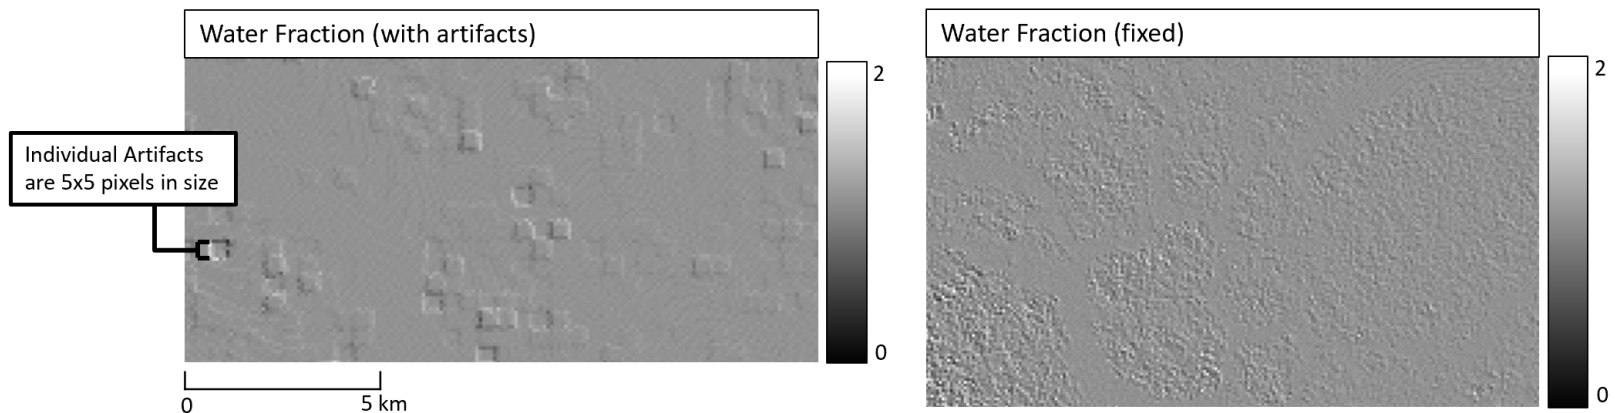 Water Fraction (with artifacts)
2
0
Individual Artifacts
are 5x5 pixels in size
0
5 km
Water Fraction (fixed)
2
0